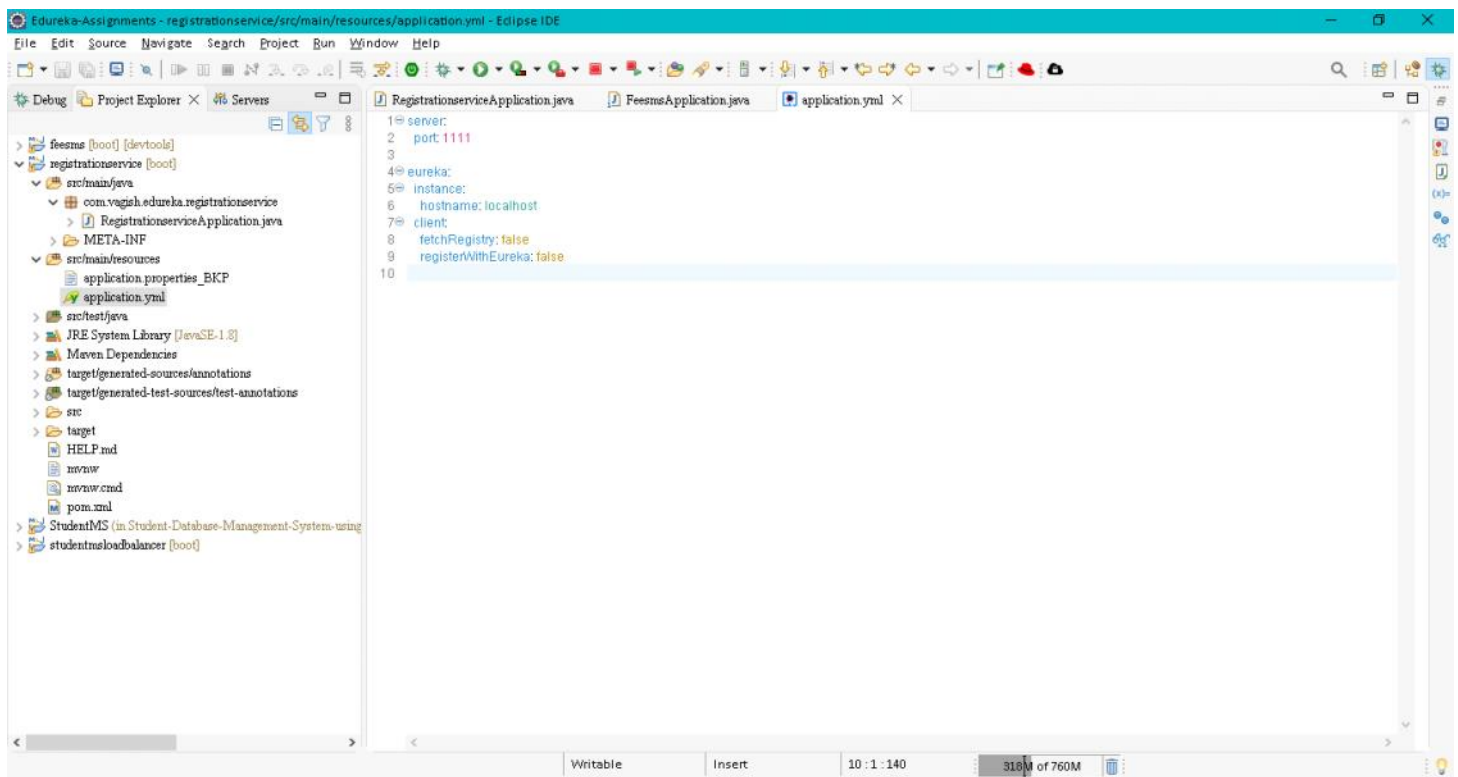 Edureka-Assignments - registrationservice/src/main/resources/application.yml - Eclipse IDE
File Edit Source Navigate Search Project Run Window Help
Debug Project Explorer Servers
feesms [boot] [devtools]
registrationservice [boot]
src/main/java
com.vagish.edureka.registrationservice
RegistrationserviceApplication.java
META-INF
src/main/resources
application.properties_BKP
application.yml
src/test/java
JRE System Library [JavaSE-1.8]
Maven Dependencies
target/generated-sources/annotations
target/generated-test-sources/test-annotations
src
target
HELP.md
mvnw
mvnw.cmd
pom.xml
StudentMS (in Student-Database-Management-System-using
studentmsloadbalancer [boot]
RegistrationserviceApplication.java FeesmsApplication.java application.yml
1 server:
2 port: 1111
3
4 eureka:
5 instance:
6 hostname: localhost
7 client:
8 fetchRegistry: false
9 registerWithEureka: false
10
Writable Insert 10 : 1 : 140 318M of 760M